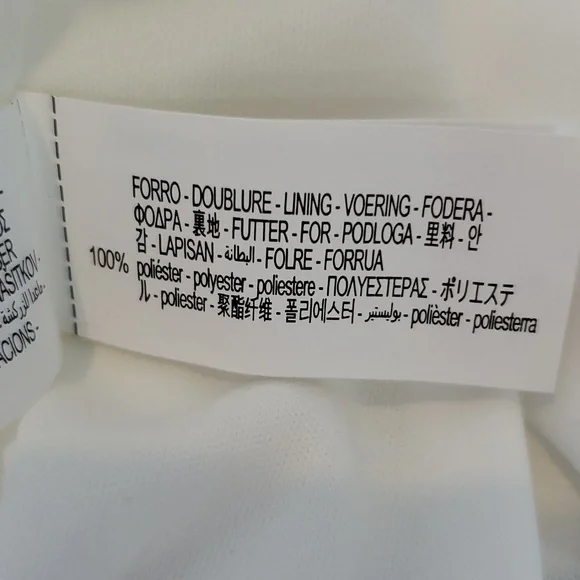 FORRO - DOUBLURE - LINING - VOERING - FODERA -
ΦΟΔΡΑ - 裏地 - FUTTER - FOR - PODLOGA - 里料 - 안
감 - LAPISAN - البطانة - FOLRE - FORRUA
100% poliéster - polyester - poliestere - ΠΟΛΥΕΣΤΕΡΑΣ - ポリエステ
ル - poliester - 聚酯纤维 - 폴리에스터 - بوليستير - polièster - poliesterra
ACIONS -